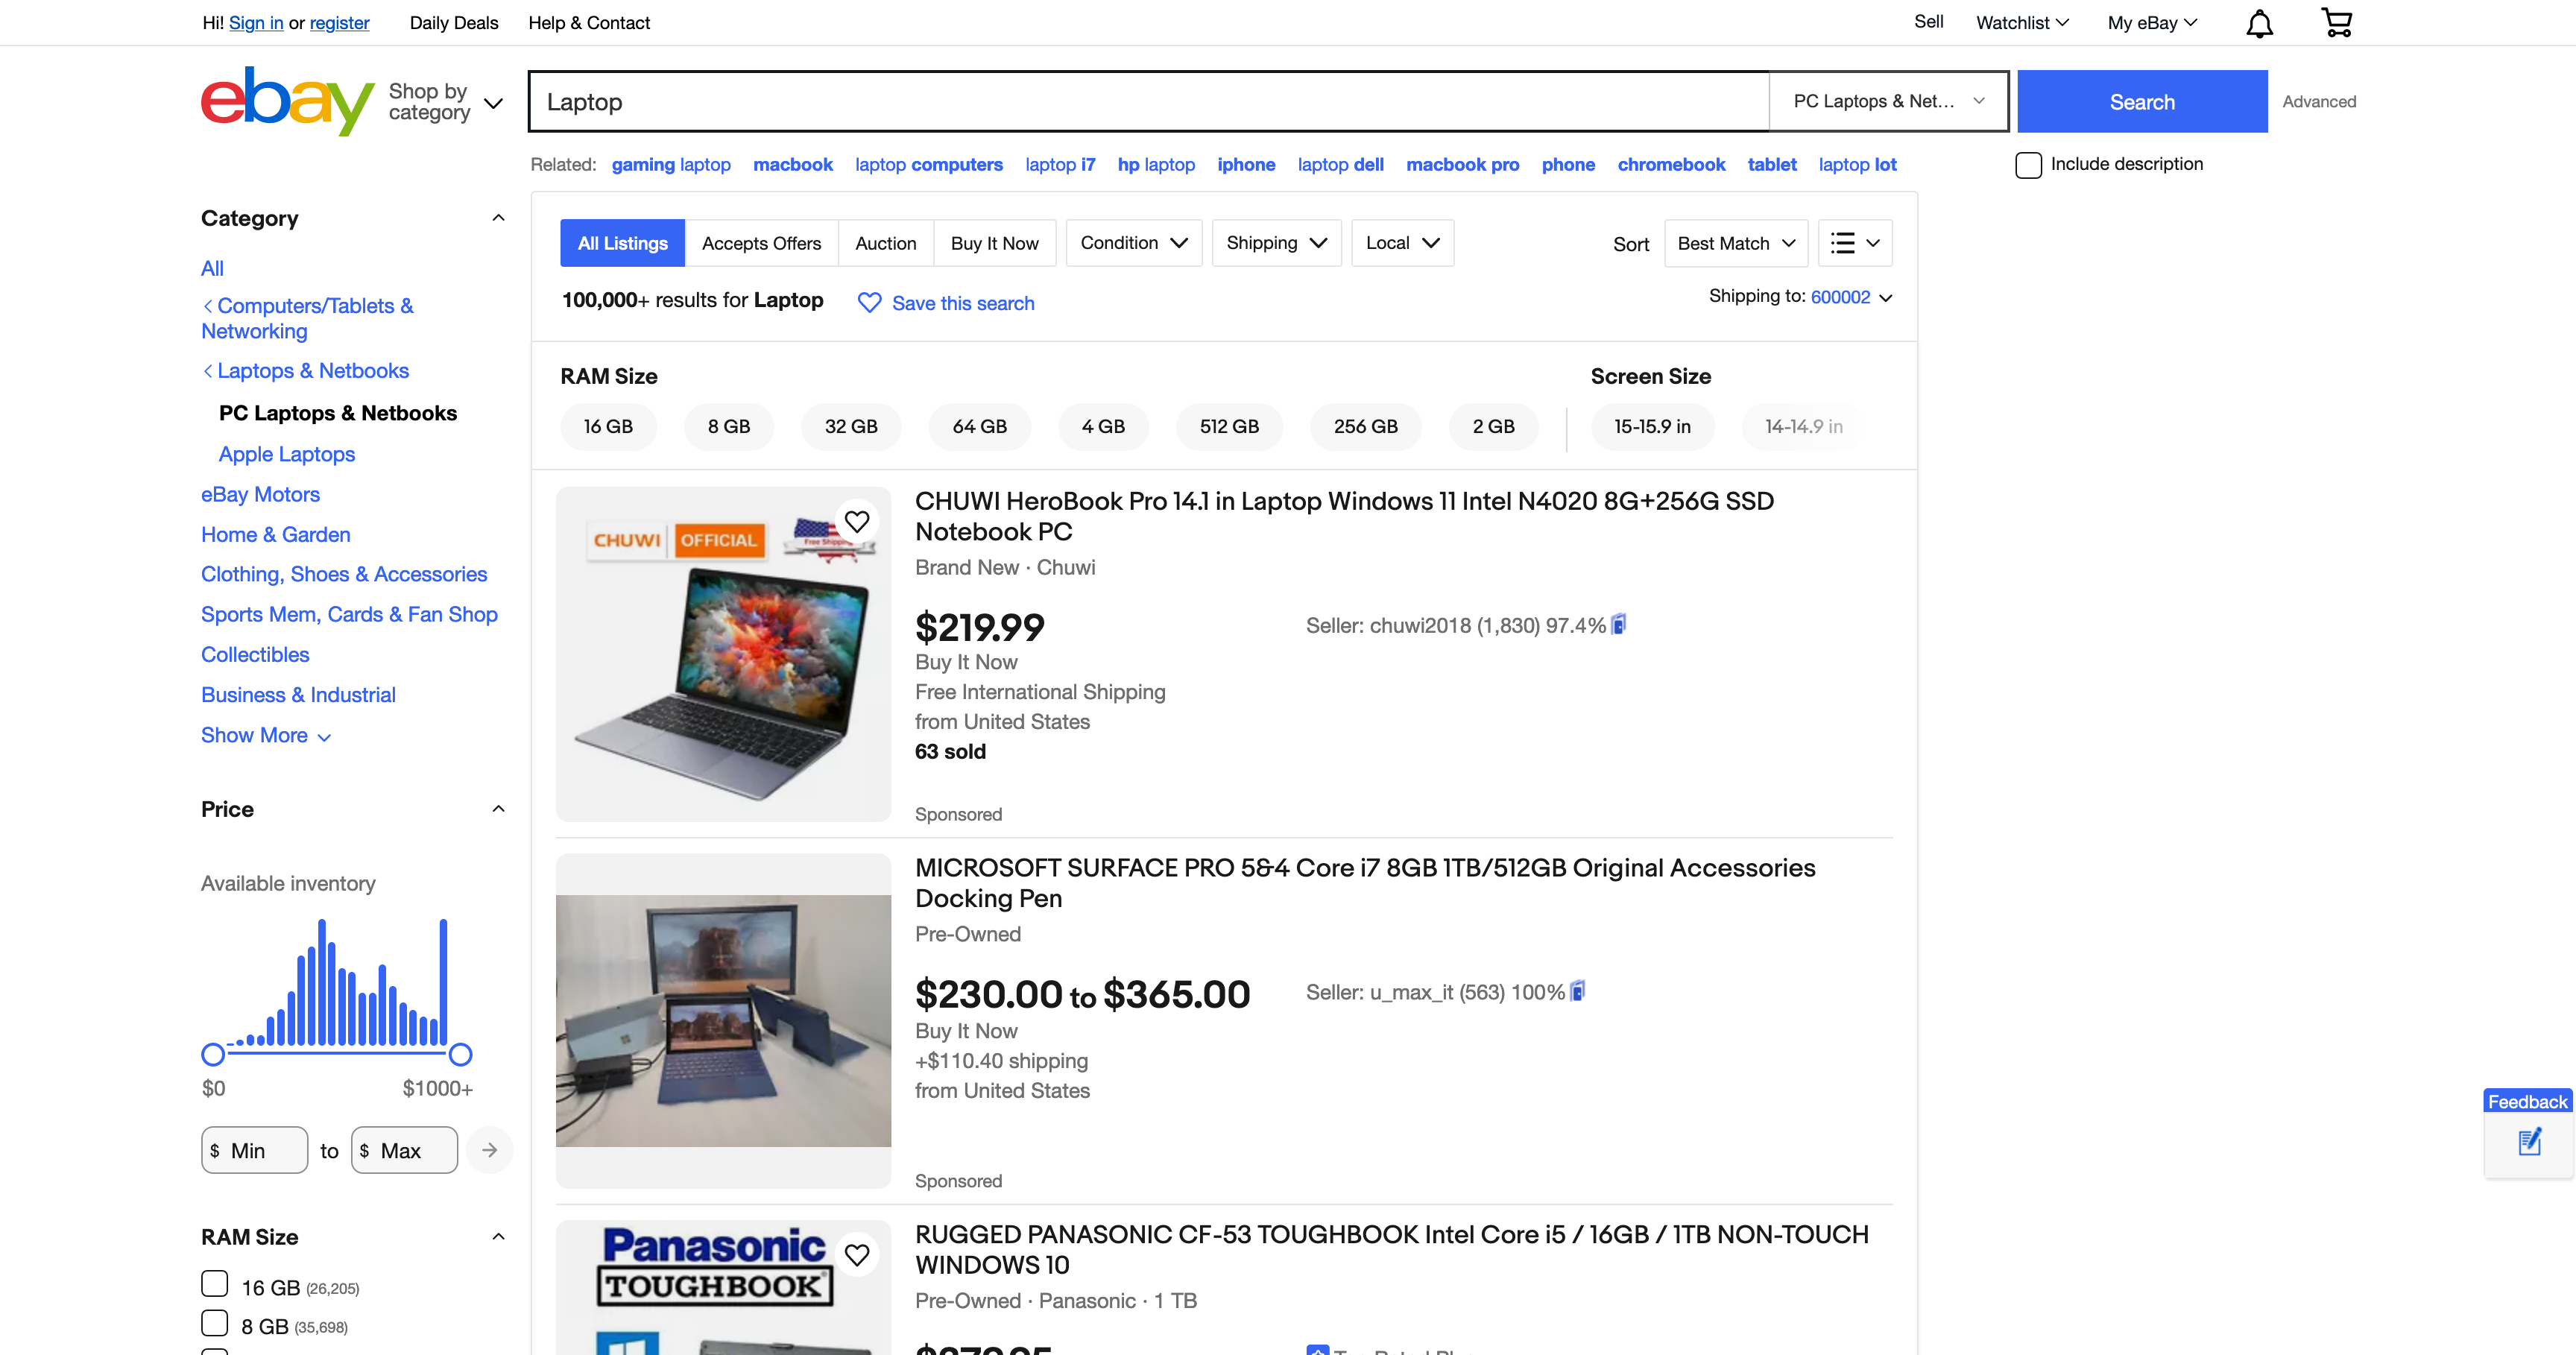 Hi! Sign in or register Daily Deals Help & Contact Sell Watchlist My eBay
ebay Shop by category Laptop PC Laptops & Net... Search Advanced
Related: gaming laptop macbook laptop computers laptop i7 hp laptop iphone laptop dell macbook pro phone chromebook tablet laptop lot Include description
Category
All
Computers/Tablets &
Networking
Laptops & Netbooks
PC Laptops & Netbooks
Apple Laptops
eBay Motors
Home & Garden
Clothing, Shoes & Accessories
Sports Mem, Cards & Fan Shop
Collectibles
Business & Industrial
Show More
Price
Available inventory
$0 $1000+
$ Min to $ Max
RAM Size
16 GB (26,205)
8 GB (35,698)
All Listings Accepts Offers Auction Buy It Now Condition Shipping Local Sort Best Match
100,000+ results for Laptop Save this search Shipping to: 600002
RAM Size Screen Size
16 GB 8 GB 32 GB 64 GB 4 GB 512 GB 256 GB 2 GB 15-15.9 in 14-14.9 in
CHUWI OFFICIAL Free Shipping
CHUWI HeroBook Pro 14.1 in Laptop Windows 11 Intel N4020 8G+256G SSD
Notebook PC
Brand New · Chuwi
$219.99 Seller: chuwi2018 (1,830) 97.4%
Buy It Now
Free International Shipping
from United States
63 sold
Sponsored
MICROSOFT SURFACE PRO 5&4 Core i7 8GB 1TB/512GB Original Accessories
Docking Pen
Pre-Owned
$230.00 to $365.00 Seller: u_max_it (563) 100%
Buy It Now
+$110.40 shipping
from United States
Sponsored
Panasonic
TOUGHBOOK
RUGGED PANASONIC CF-53 TOUGHBOOK Intel Core i5 / 16GB / 1TB NON-TOUCH
WINDOWS 10
Pre-Owned · Panasonic · 1 TB
Feedback